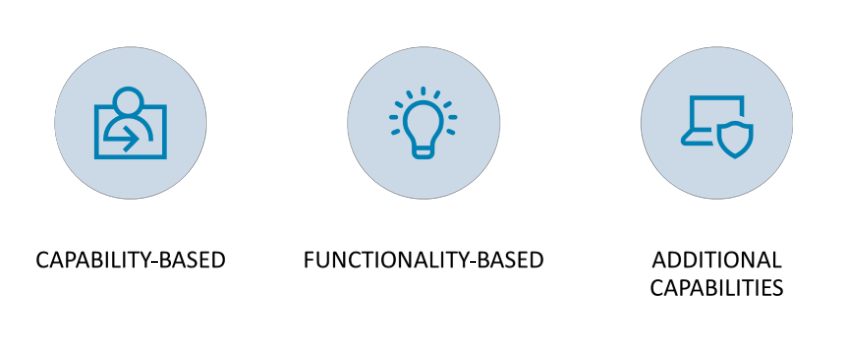 CAPABILITY-BASED
FUNCTIONALITY-BASED
ADDITIONAL
CAPABILITIES